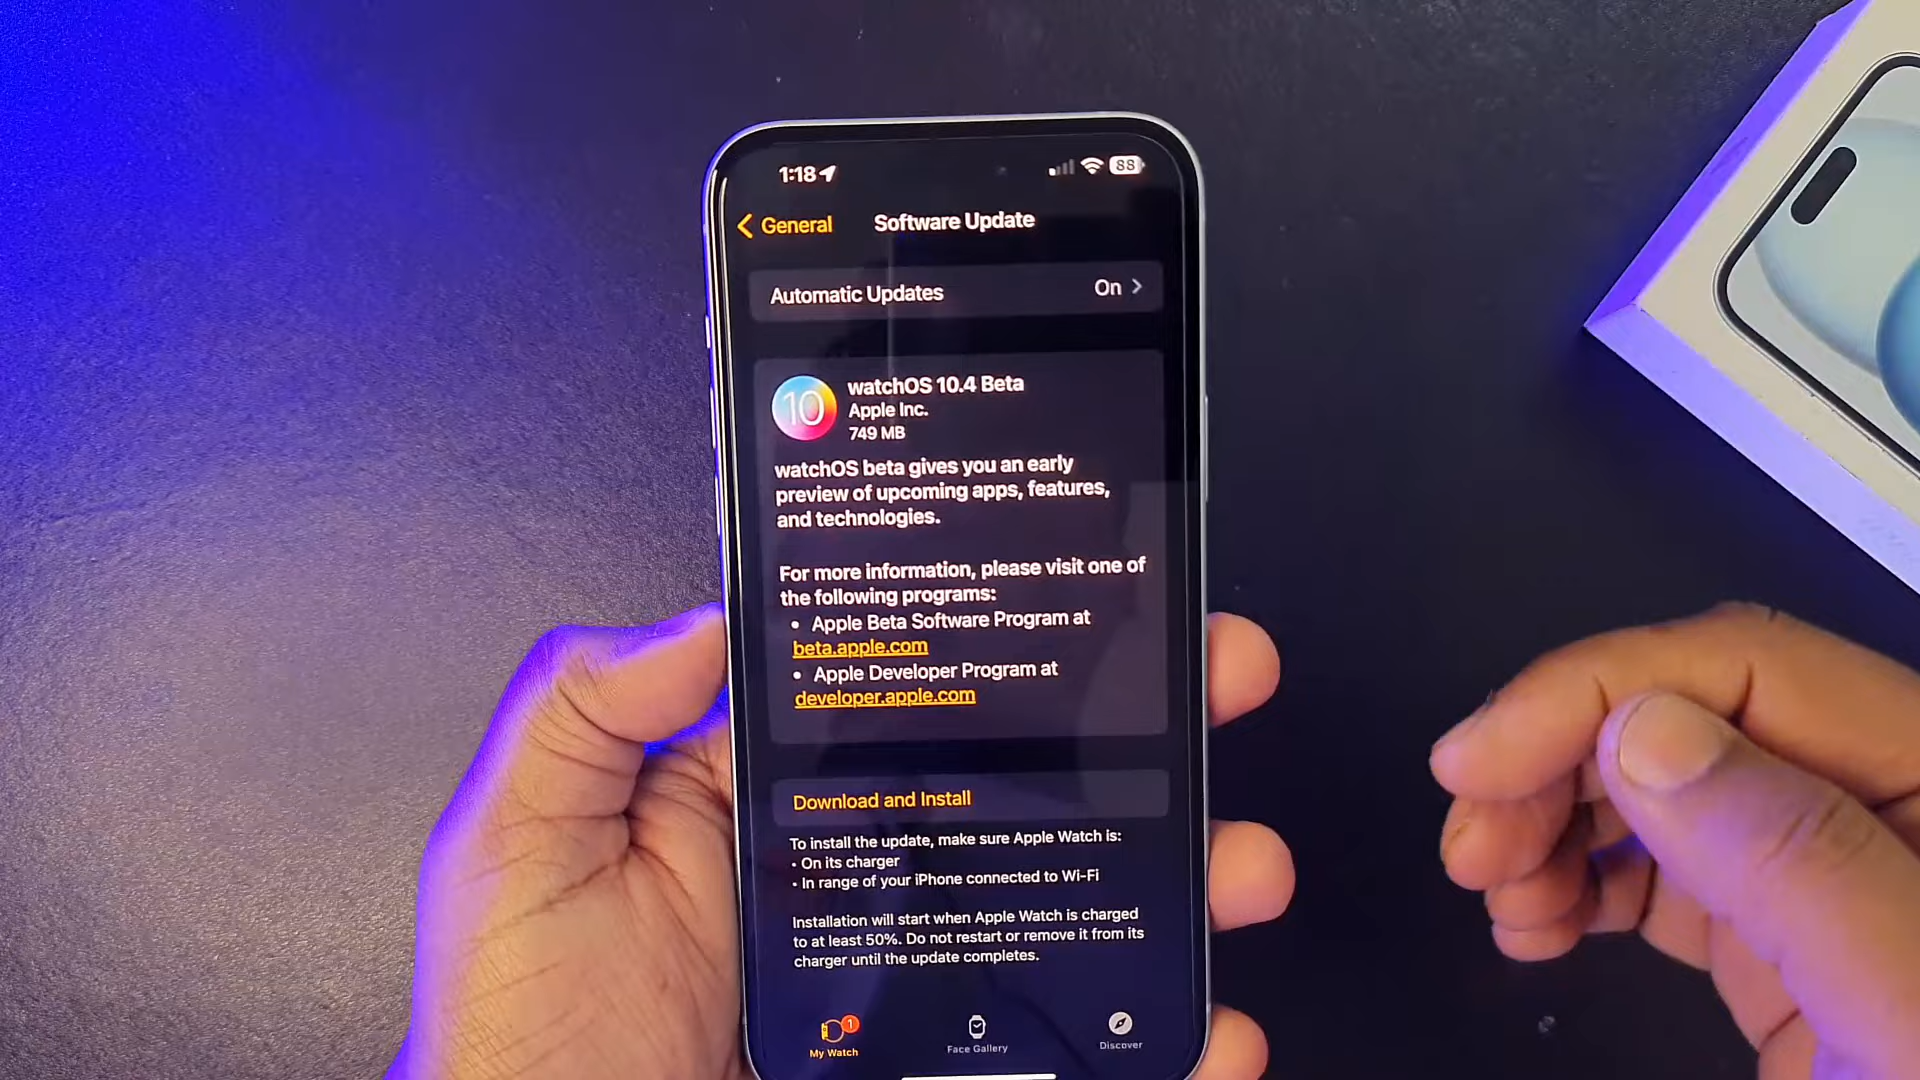 1:18
88
General
Software Update
Automatic Updates
On
10
watchOS 10.4 Beta
Apple Inc.
749 MB
watchOS beta gives you an early
preview of upcoming apps, features,
and technologies.
For more information, please visit one of
the following programs:
• Apple Beta Software Program at
beta.apple.com
• Apple Developer Program at
developer.apple.com
Download and Install
To install the update, make sure Apple Watch is:
• On its charger
• In range of your iPhone connected to Wi-Fi
Installation will start when Apple Watch is charged
to at least 50%. Do not restart or remove it from its
charger until the update completes.
1
My Watch
Face Gallery
Discover